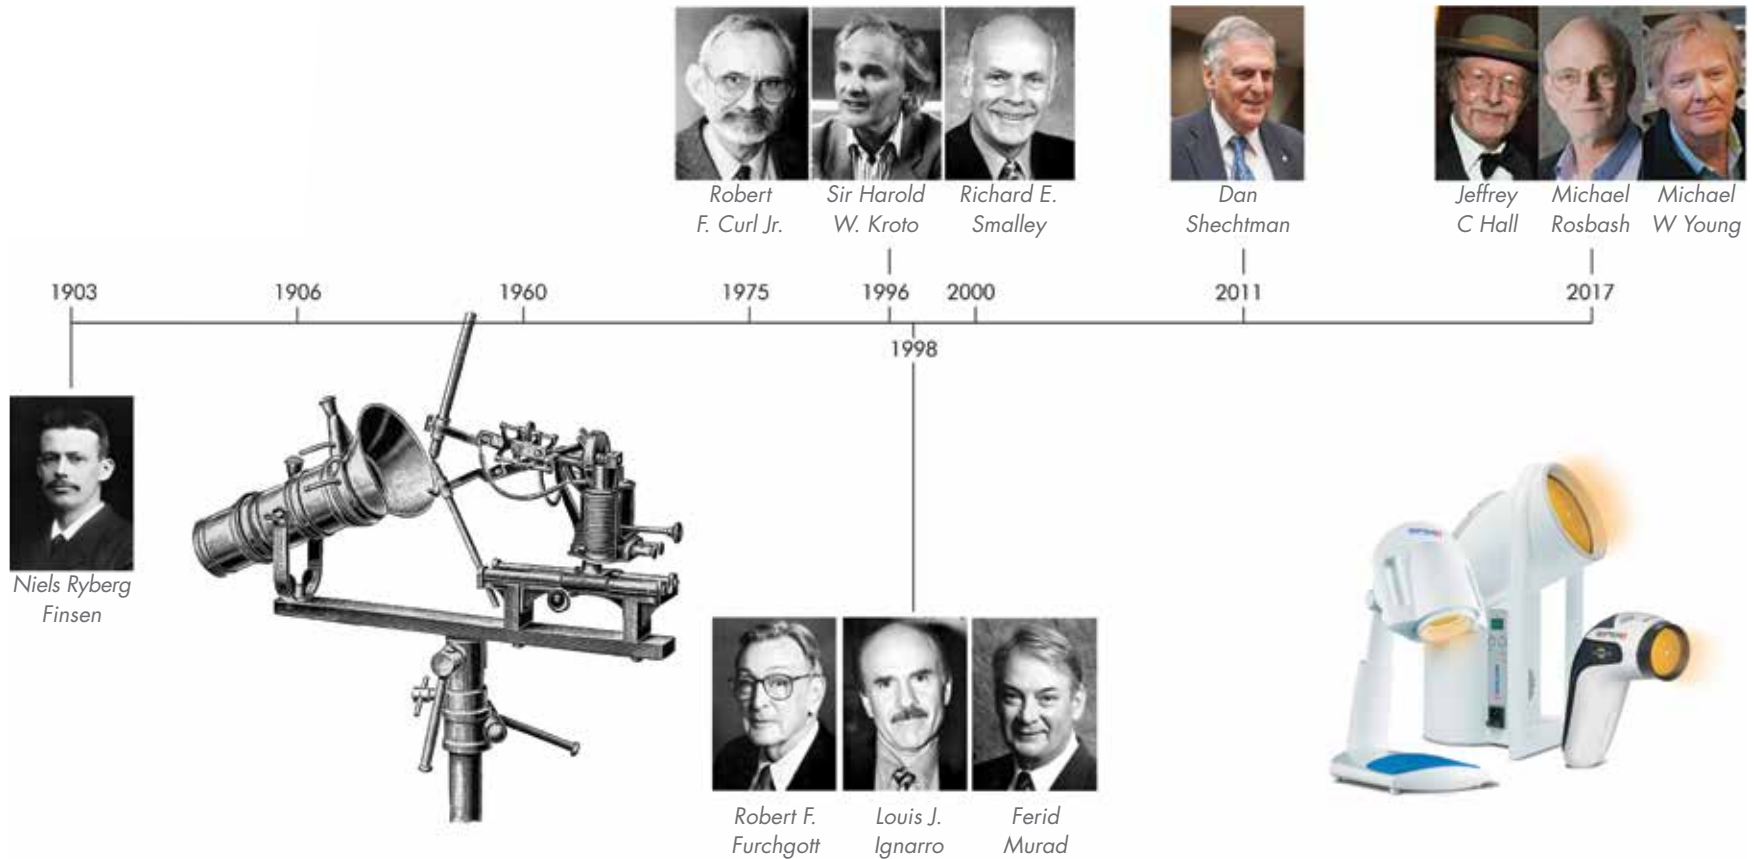 Robert
F. Curl Jr.
Sir Harold
W. Kroto
Richard E.
Smalley
Dan
Shechtman
Jeffrey
C Hall
Michael
Rosbash
Michael
W Young
1903
1906
1960
1975
1996
2000
2011
2017
1998
Niels Ryberg
Finsen
Robert F.
Furchgott
Louis J.
Ignarro
Ferid
Murad